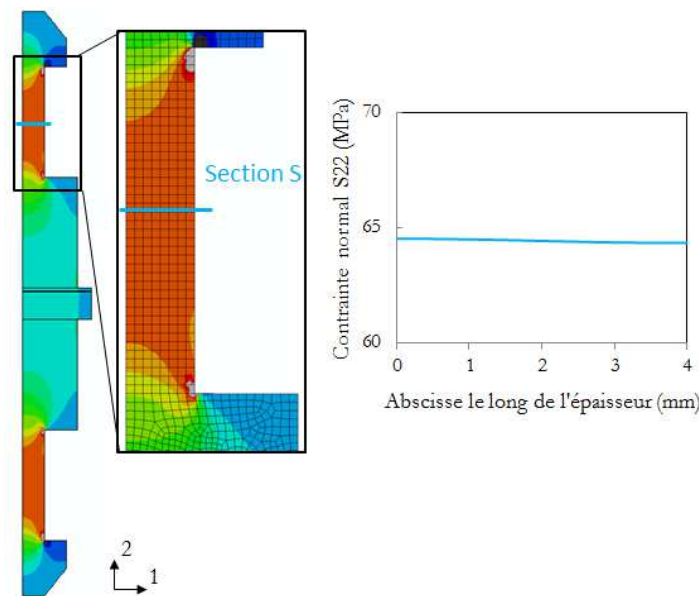 Section S
2
1
Contrainte normal S22 (MPa)
70
65
60
0 1 2 3 4
Abscisse le long de l'épaisseur (mm)